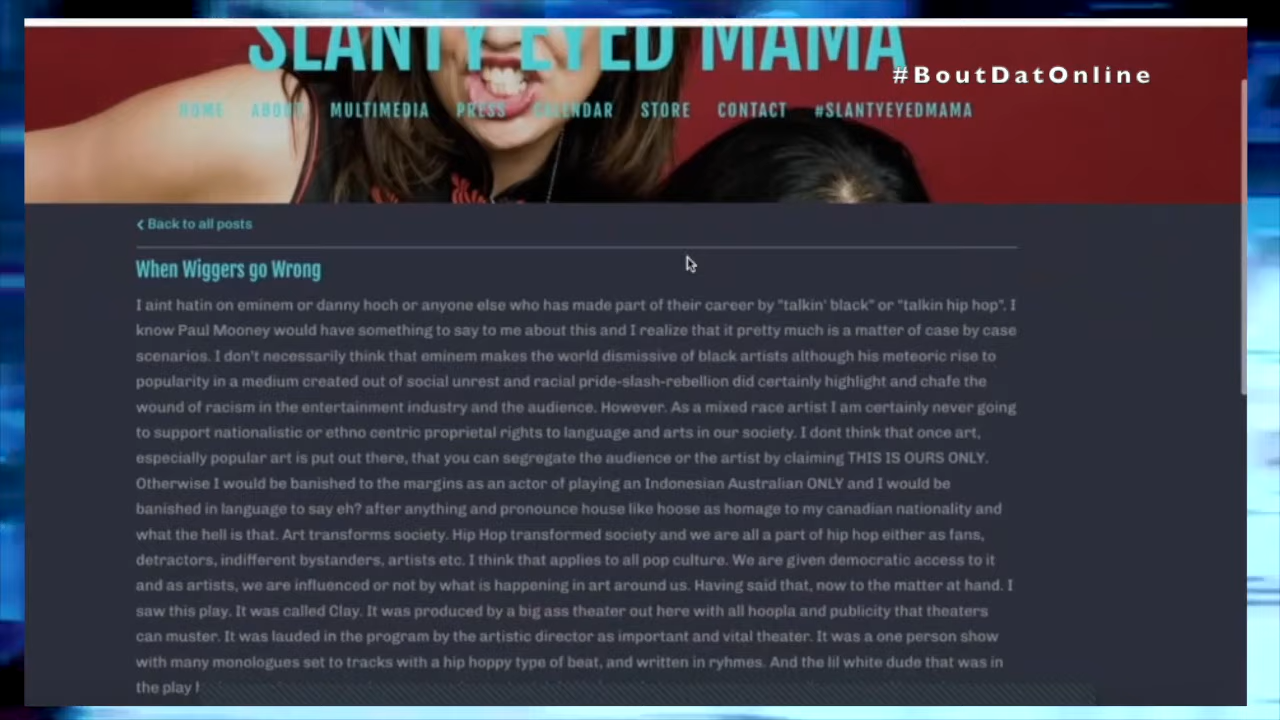 SLANTY EYED MAMA
#BoutDatOnline
HOME ABOUT MULTIMEDIA PRESS CALENDAR STORE CONTACT #SLANTYEYEDMAMA
Back to all posts
When Wiggers go Wrong
I aint hatin on eminem or danny hoch or anyone else who has made part of their career by "talkin' black" or "talkin hip hop". I
know Paul Mooney would have something to say to me about this and I realize that it pretty much is a matter of case by case
scenarios. I don't necessarily think that eminem makes the world dismissive of black artists although his meteoric rise to
popularity in a medium created out of social unrest and racial pride-slash-rebellion did certainly highlight and chafe the
wound of racism in the entertainment industry and the audience. However. As a mixed race artist I am certainly never going
to support nationalistic or ethno centric proprietal rights to language and arts in our society. I dont think that once art,
especially popular art is put out there, that you can segregate the audience or the artist by claiming THIS IS OURS ONLY.
Otherwise I would be banished to the margins as an actor of playing an Indonesian Australian ONLY and I would be
banished in language to say eh? after anything and pronounce house like hoose as homage to my canadian nationality and
what the hell is that. Art transforms society. Hip Hop transformed society and we are all a part of hip hop either as fans,
detractors, indifferent bystanders, artists etc. I think that applies to all pop culture. We are given democratic access to it
and as artists, we are influenced or not by what is happening in art around us. Having said that, now to the matter at hand. I
saw this play. It was called Clay. It was produced by a big ass theater out here with all hoopla and publicity that theaters
can muster. It was lauded in the program by the artistic director as important and vital theater. It was a one person show
with many monologues set to tracks with a hip hoppy type of beat, and written in ryhmes. And the lil white dude that was in
the play